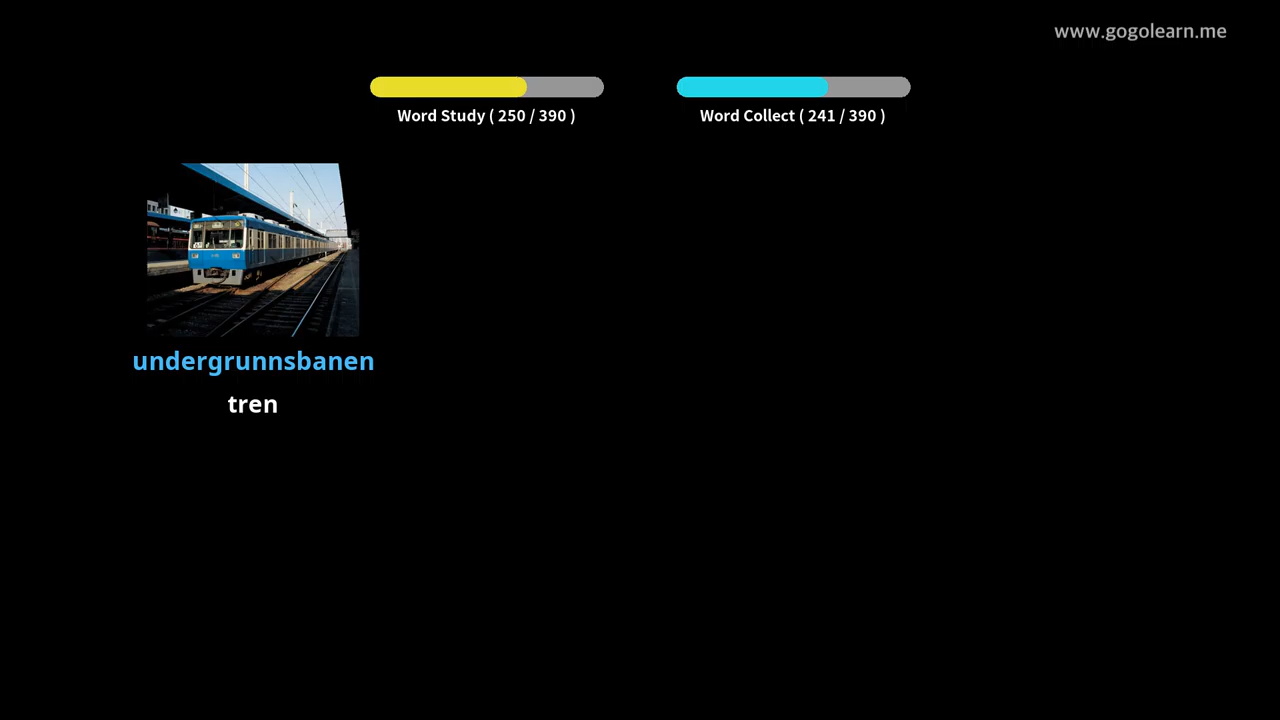 www.gogolearn.me
Word Study ( 250 / 390 )
Word Collect ( 241 / 390 )
undergrunnsbanen
tren